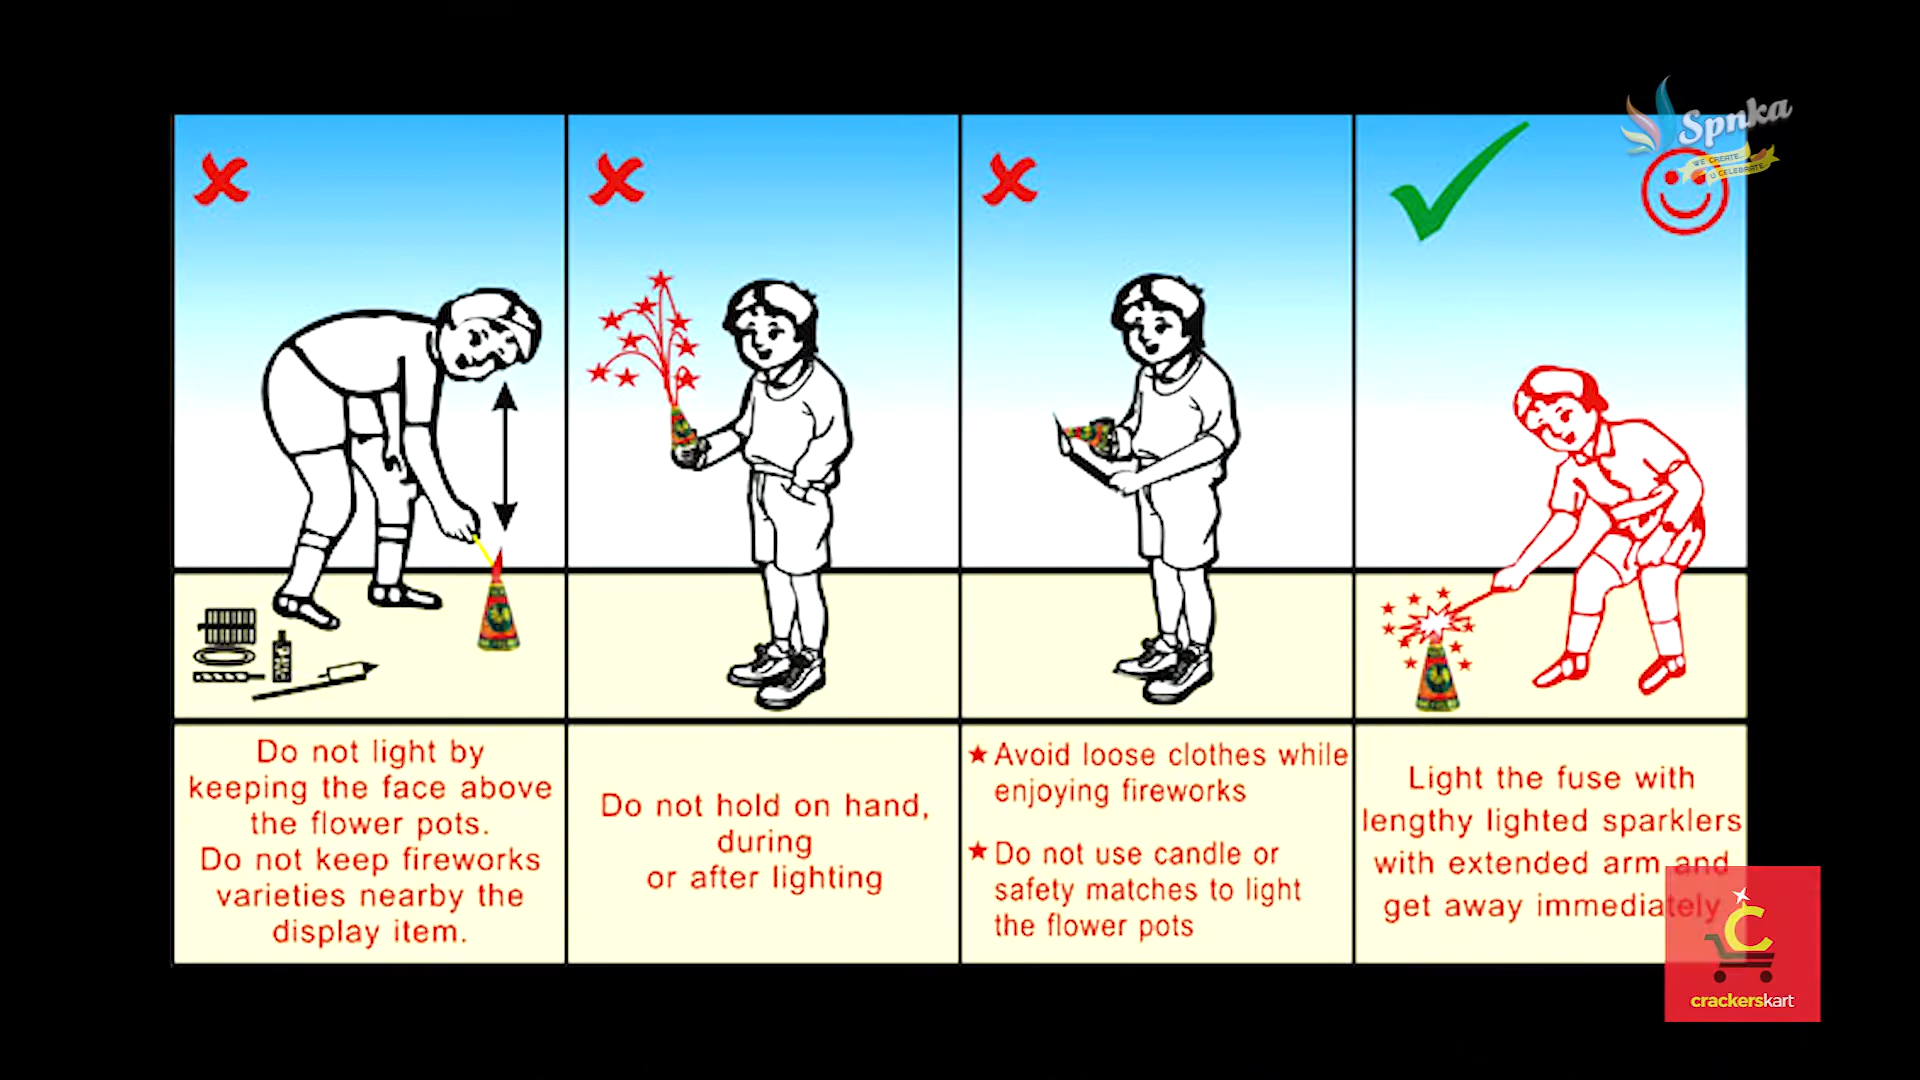 Spnka
WE CREATE
U CELEBRATE
Do not light by
keeping the face above
the flower pots.
Do not keep fireworks
varieties nearby the
display item.
Do not hold on hand,
during
or after lighting
★ Avoid loose clothes while
enjoying fireworks
★ Do not use candle or
safety matches to light
the flower pots
Light the fuse with
lengthy lighted sparklers
with extended arm and
get away immediately
C
crackerskart